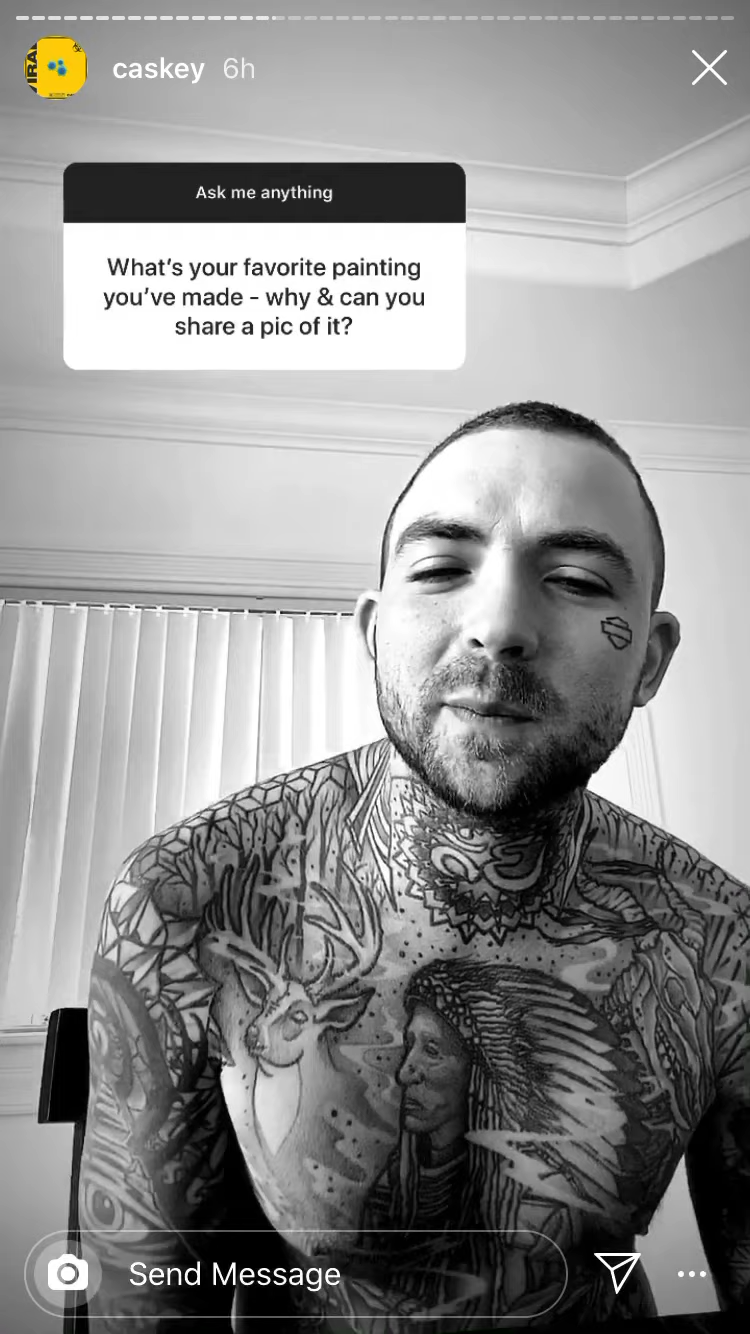 caskey 6h
Ask me anything
What's your favorite painting
you've made - why & can you
share a pic of it?
Send Message